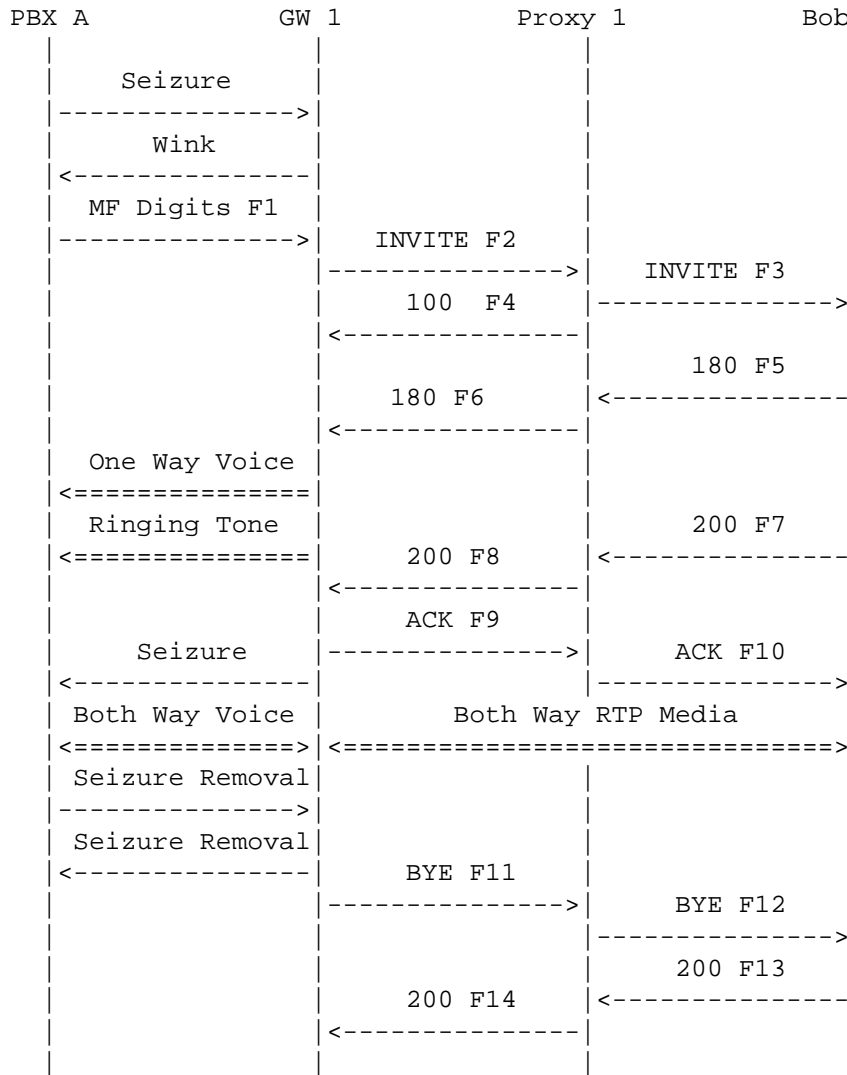 PBX A GW 1 Proxy 1 Bob
Seizure
Wink
MF Digits F1
INVITE F2
INVITE F3
100 F4
180 F5
180 F6
One Way Voice
Ringing Tone 200 F7
200 F8
ACK F9
Seizure ACK F10
Both Way Voice Both Way RTP Media
Seizure Removal
Seizure Removal
BYE F11
BYE F12
200 F13
200 F14